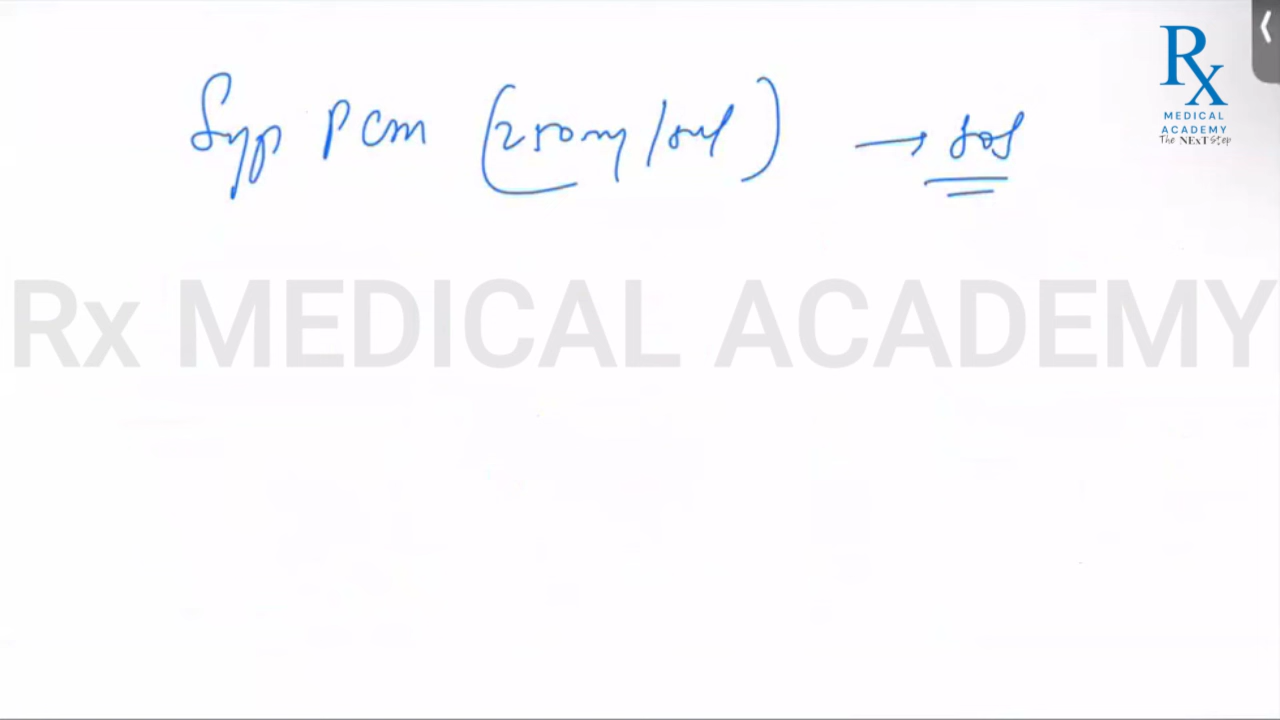 Syp PCM (250mg/5ml) → SOS
Rx
MEDICAL
ACADEMY
The NExT Step
Rx MEDICAL ACADEMY